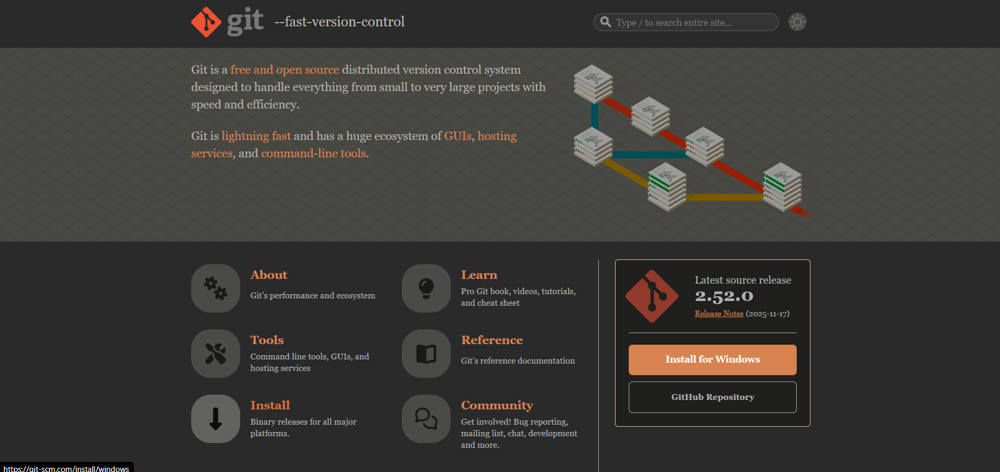 git --fast-version-control
Type / to search entire site...
Git is a free and open source distributed version control system
designed to handle everything from small to very large projects with
speed and efficiency.
Git is lightning fast and has a huge ecosystem of GUIs, hosting
services, and command-line tools.
About
Git's performance and ecosystem
Learn
Pro Git book, videos, tutorials,
and cheat sheet
Tools
Command line tools, GUIs, and
hosting services
Reference
Git's reference documentation
Install
Binary releases for all major
platforms.
Community
Get involved! Bug reporting,
mailing list, chat, development
and more.
Latest source release
2.52.0
Release Notes (2025-11-17)
Install for Windows
GitHub Repository
https://git-scm.com/install/windows